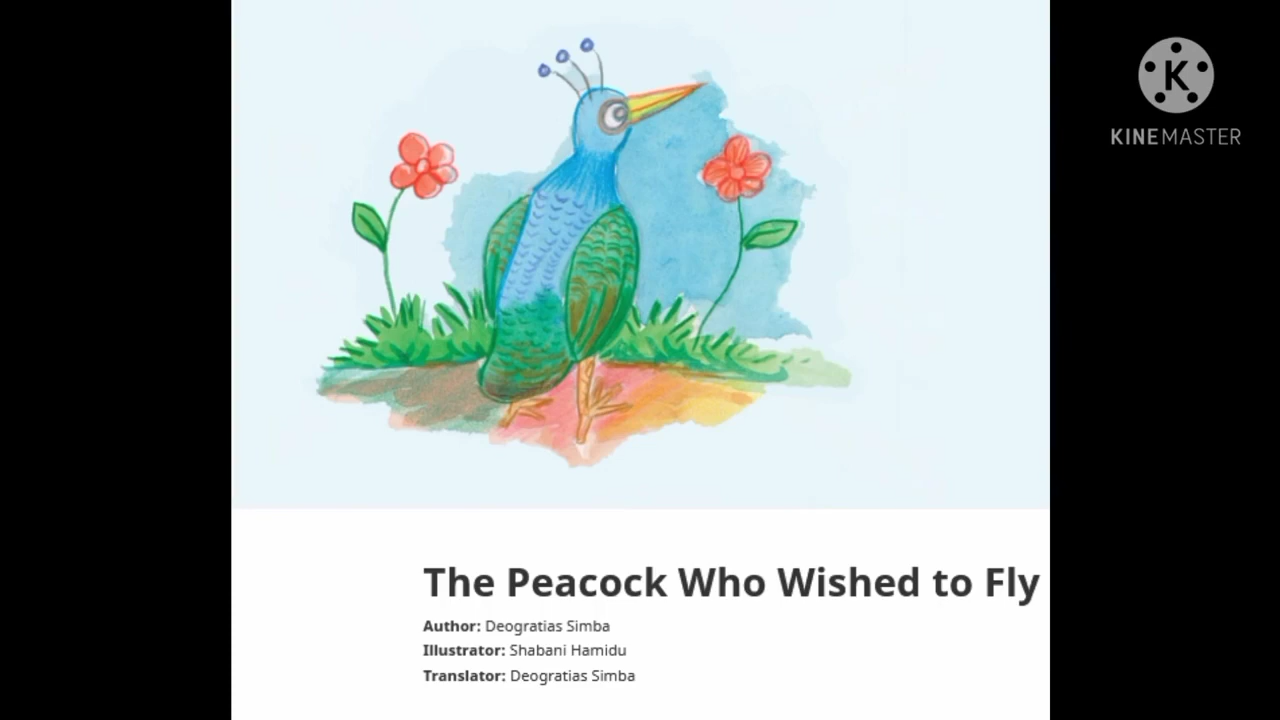 K
KINEMASTER
The Peacock Who Wished to Fly
Author: Deogratias Simba
Illustrator: Shabani Hamidu
Translator: Deogratias Simba